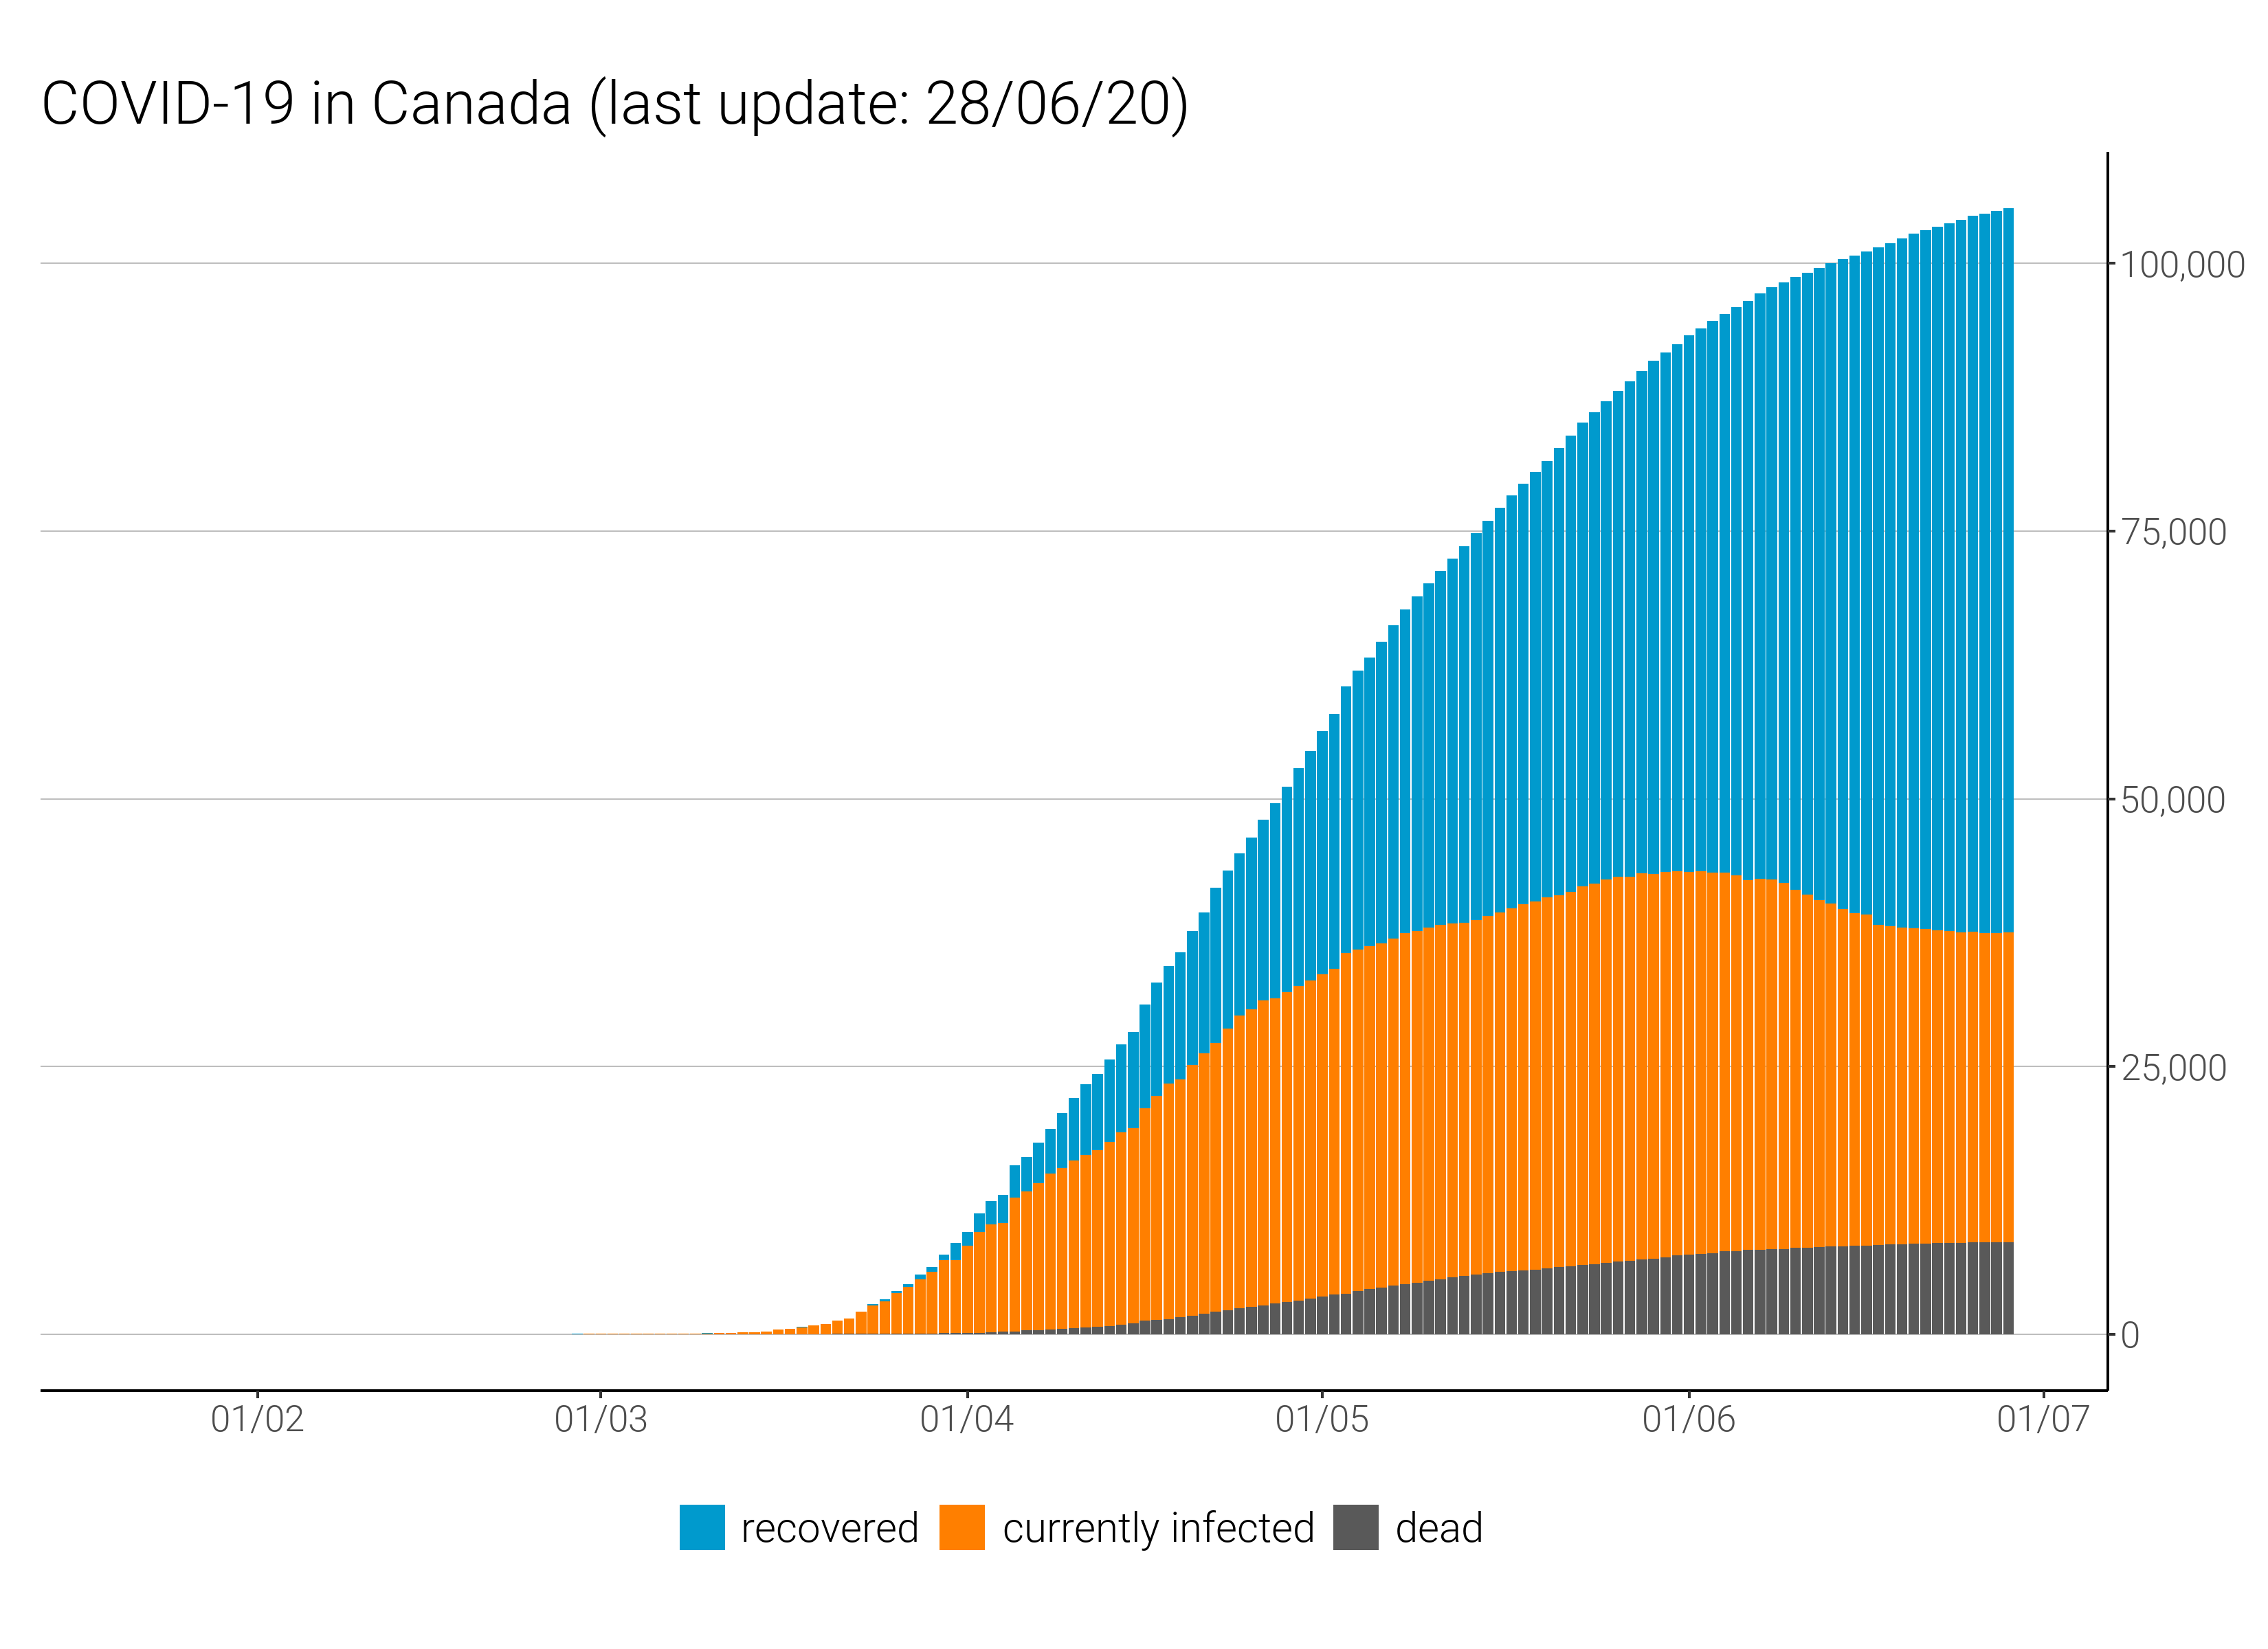 COVID-19 in Canada (last update: 28/06/20)
100,000
75,000
50,000
25,000
0
01/02 01/03 01/04 01/05 01/06 01/07
recovered currently infected dead